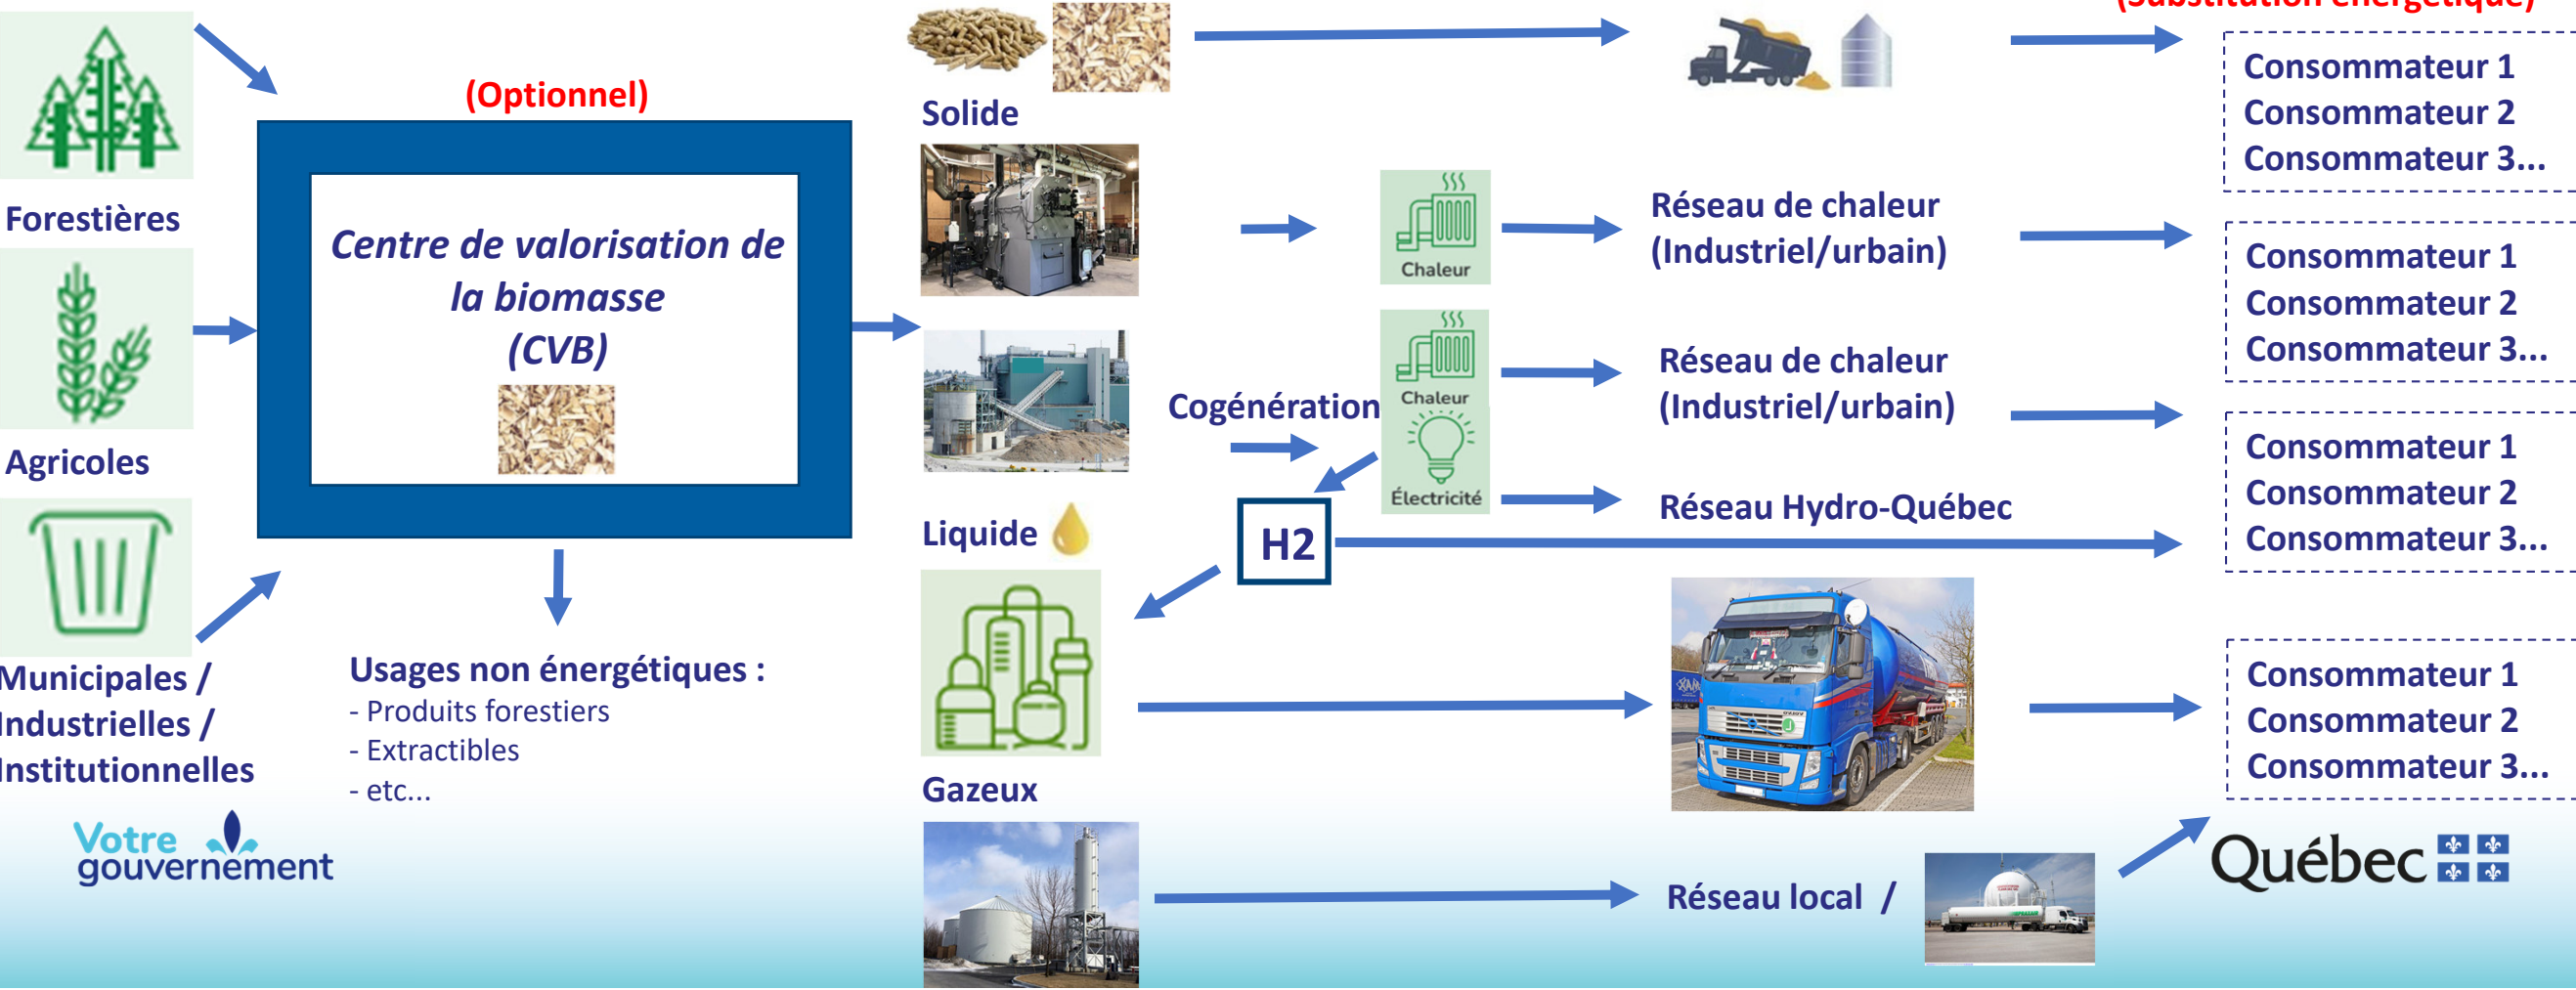 (Substitution énergétique)
Forestières
Agricoles
Municipales /
Industrielles /
Institutionnelles
(Optionnel)
Centre de valorisation de
la biomasse
(CVB)
Usages non énergétiques :
- Produits forestiers
- Extractibles
- etc...
Solide
Cogénération
Liquide
H2
Gazeux
Chaleur
Chaleur
Électricité
Réseau de chaleur
(Industriel/urbain)
Réseau de chaleur
(Industriel/urbain)
Réseau Hydro-Québec
Réseau local /
Consommateur 1
Consommateur 2
Consommateur 3...
Consommateur 1
Consommateur 2
Consommateur 3...
Consommateur 1
Consommateur 2
Consommateur 3...
Consommateur 1
Consommateur 2
Consommateur 3...
Votre
gouvernement
Québec